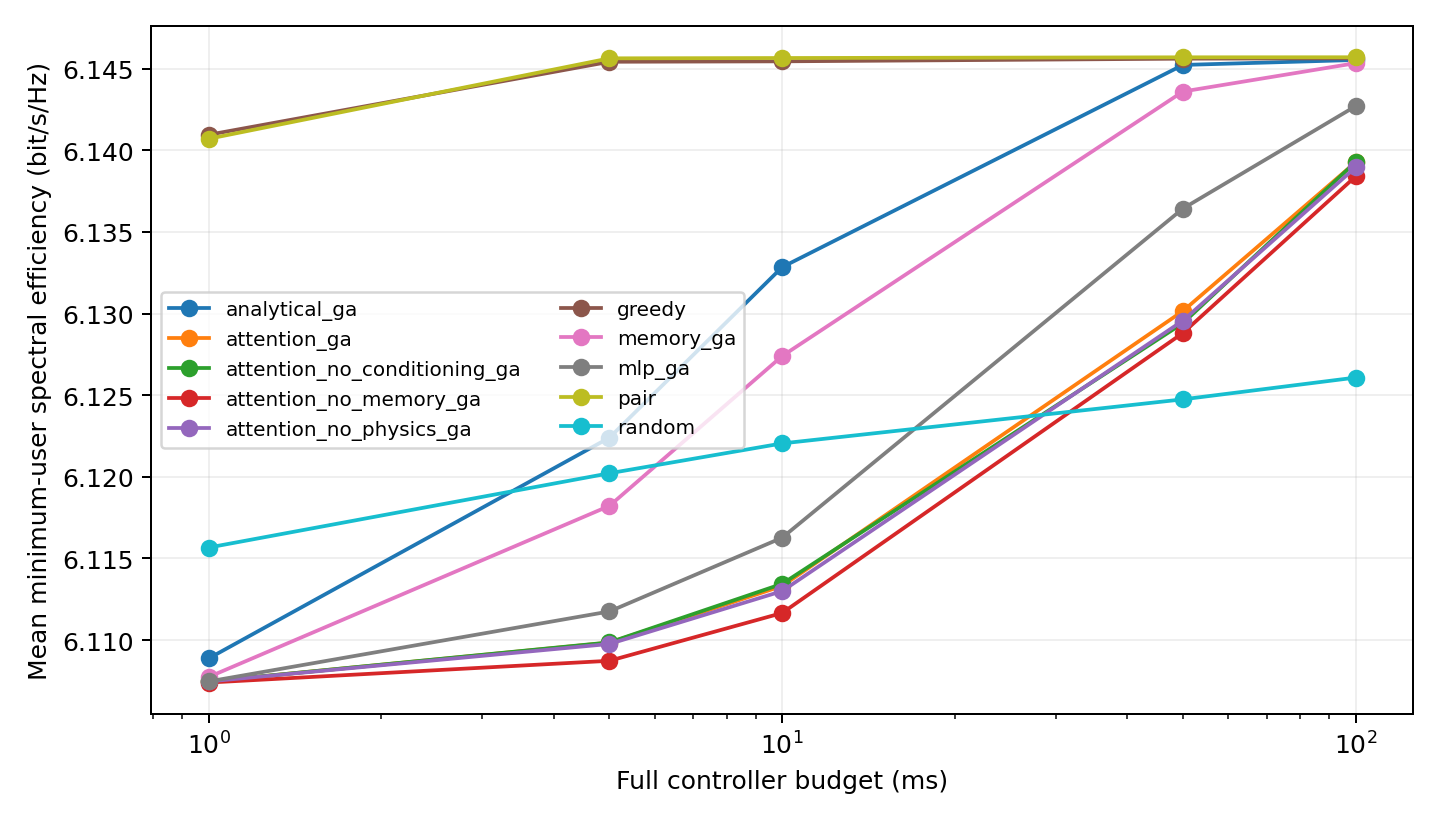 Mean minimum-user spectral efficiency (bit/s/Hz)
6.145
6.140
6.135
6.130
6.125
6.120
6.115
6.110
analytical_ga
attention_ga
attention_no_conditioning_ga
attention_no_memory_ga
attention_no_physics_ga
greedy
memory_ga
mlp_ga
pair
random
10⁰
10¹
10²
Full controller budget (ms)